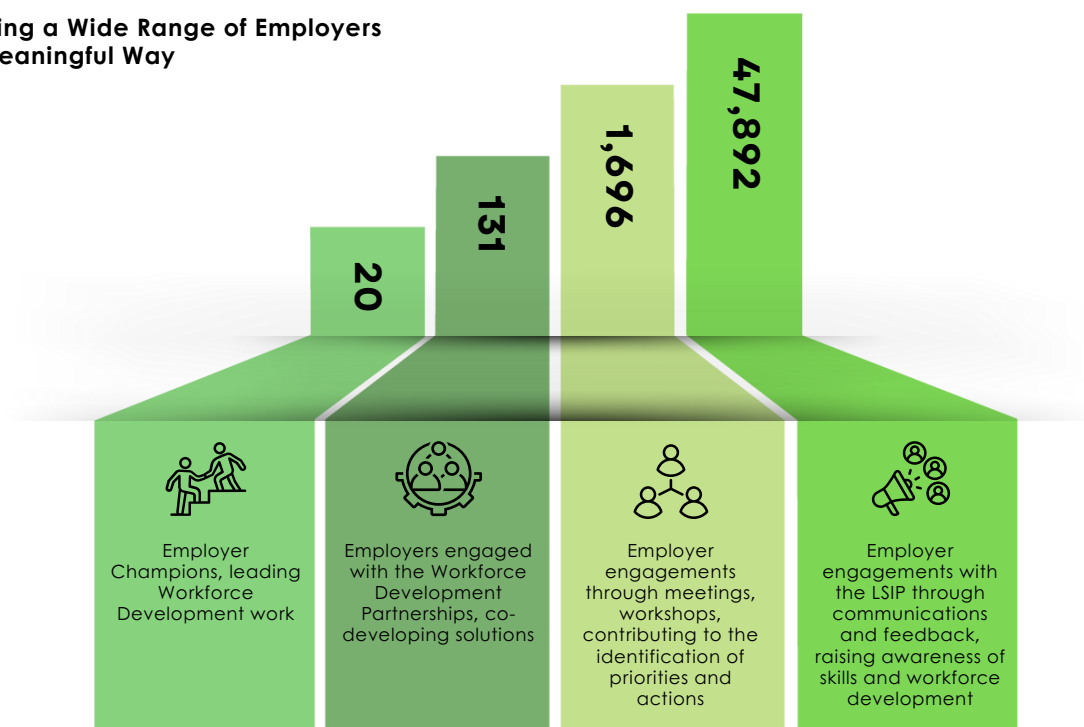 ing a Wide Range of Employers
eaningful Way
20
131
1,696
47,892
Employer
Champions, leading
Workforce
Development work
Employers engaged
with the Workforce
Development
Partnerships, co-
developing solutions
Employer
engagements
through meetings,
workshops,
contributing to the
identification of
priorities and
actions
Employer
engagements with
the LSIP through
communications
and feedback,
raising awareness of
skills and workforce
development